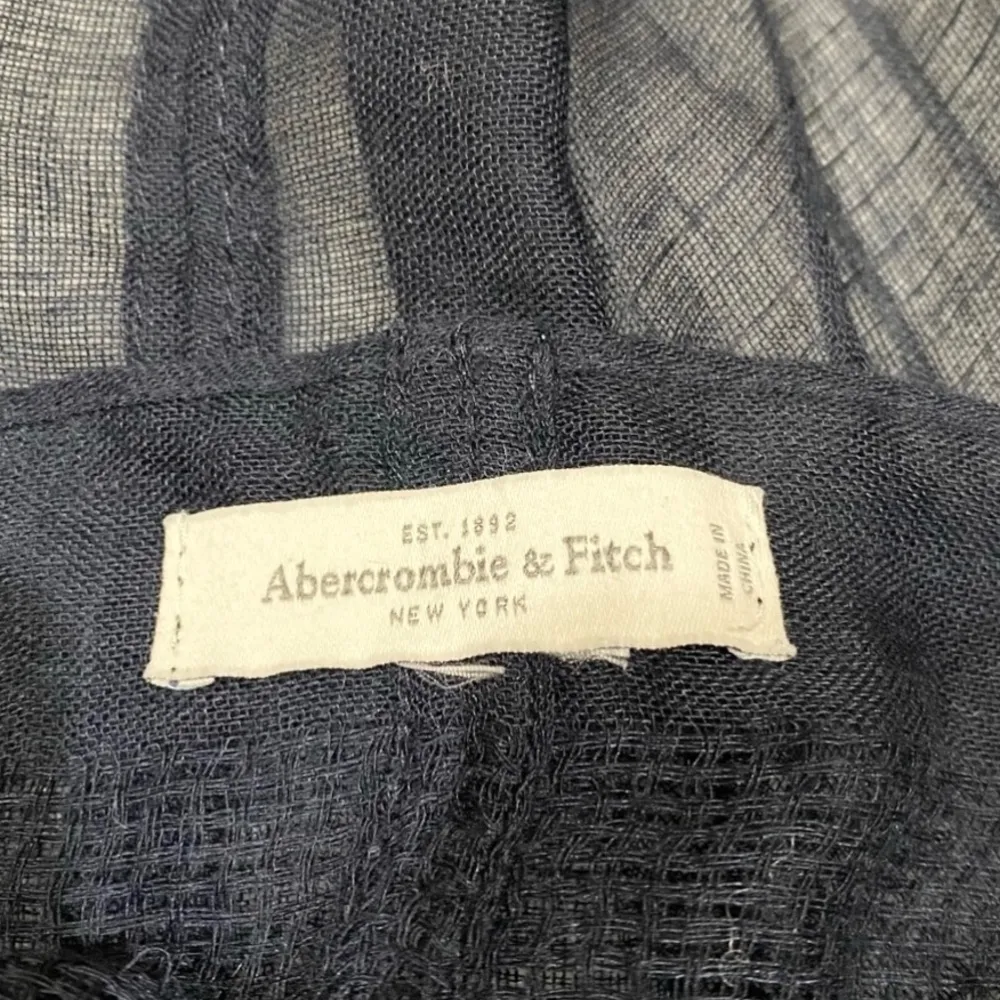 EST. 1892
Abercrombie & Fitch
NEW YORK
MADE IN
CHINA